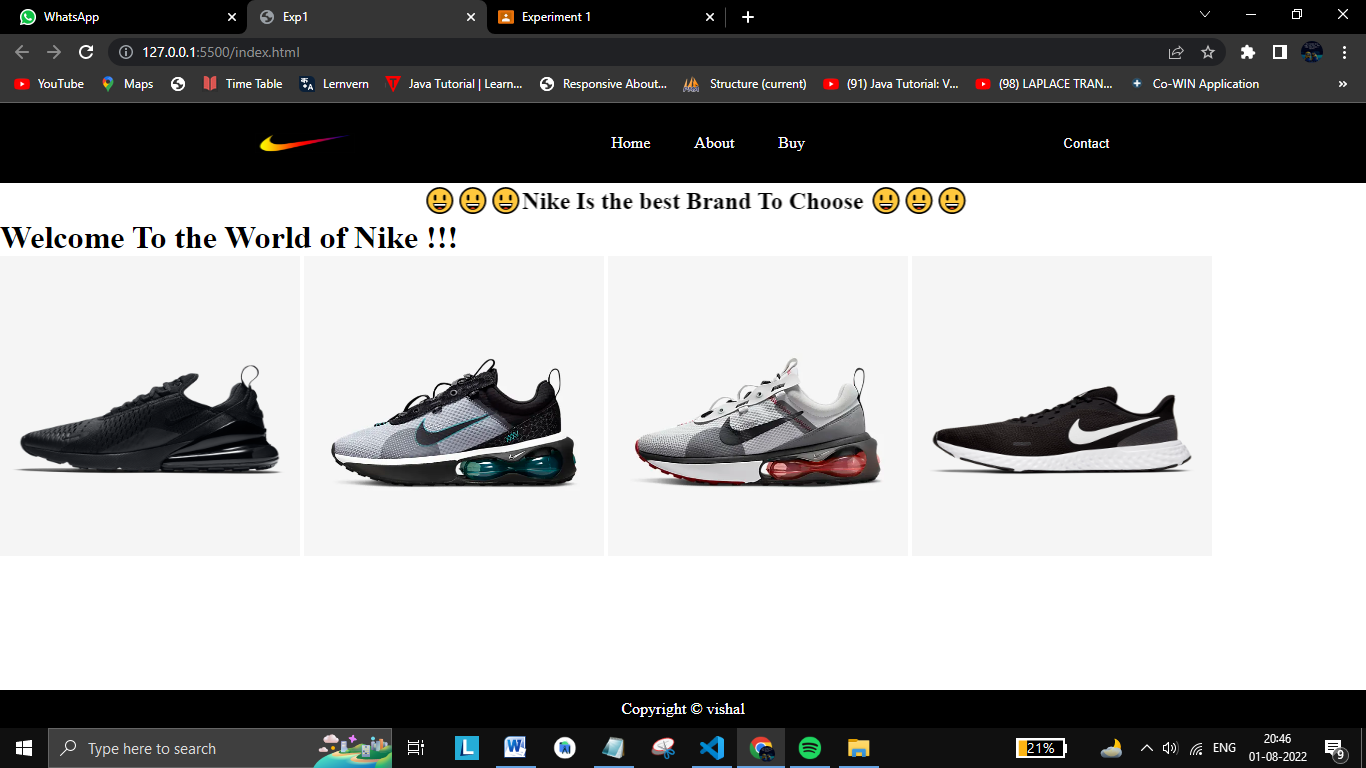 WhatsApp
Exp1
Experiment 1
127.0.0.1:5500/index.html
YouTube
Maps
Time Table
Lernvern
Java Tutorial | Learn...
Responsive About...
Structure (current)
(91) Java Tutorial: V...
(98) LAPLACE TRAN...
Co-WIN Application
»
Home
About
Buy
Contact
😃😃😃Nike Is the best Brand To Choose 😃😃😃
Welcome To the World of Nike !!!
Copyright © vishal
Type here to search
L
W
21%
ENG
20:46
01-08-2022
9